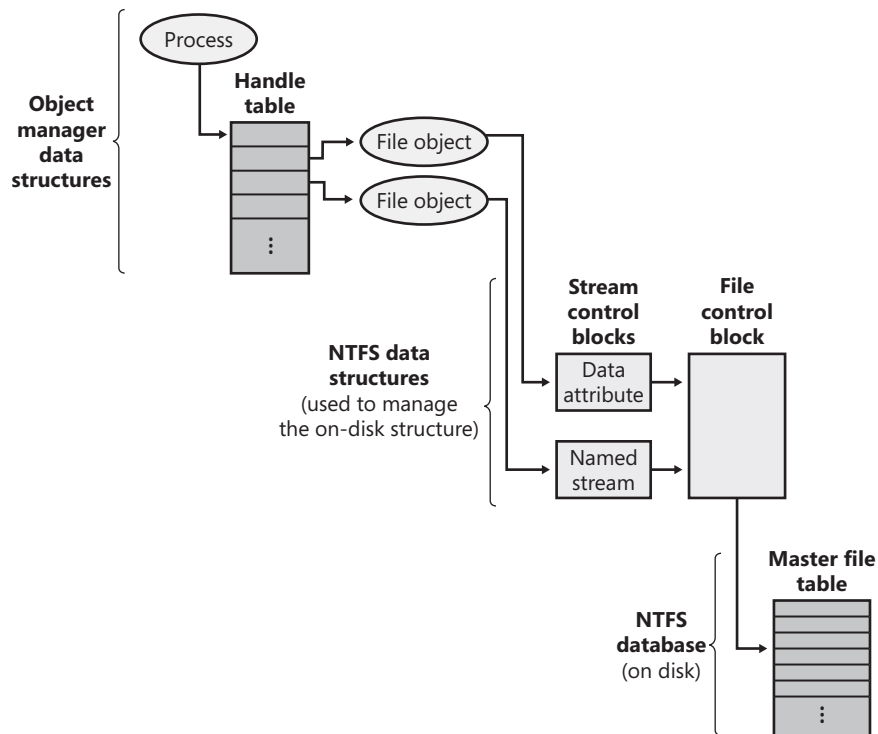 Process
Handle
table
Object
manager
data
structures
File object
File object
⋮
Stream
control
blocks
File
control
block
NTFS data
structures
(used to manage
the on-disk structure)
Data
attribute
Named
stream
Master file
table
NTFS
database
(on disk)
⋮